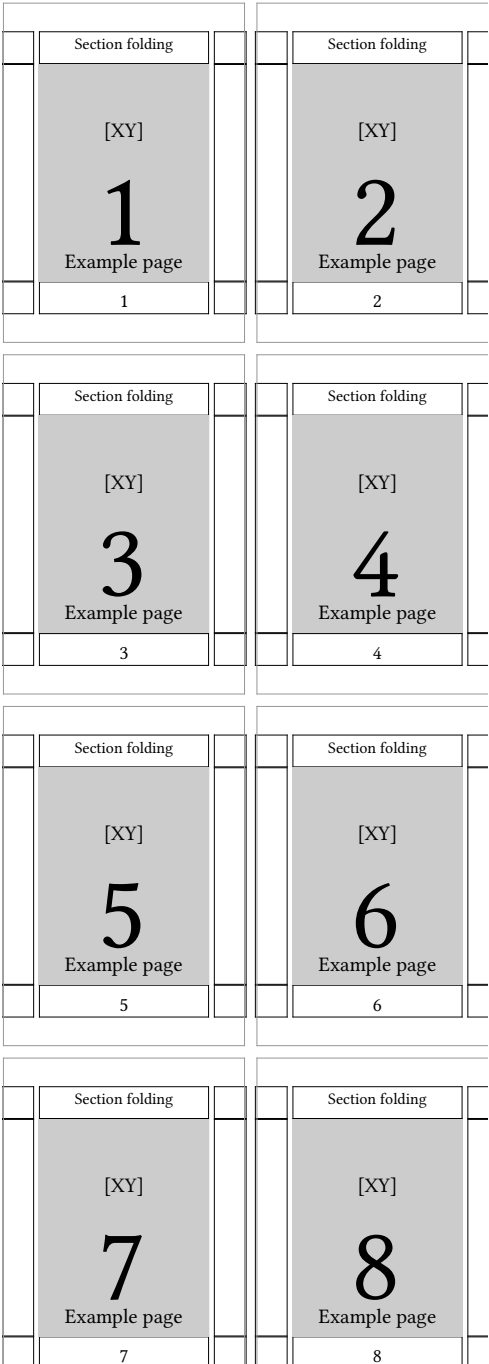 Section folding
[XY]
1
Example page
1
Section folding
[XY]
2
Example page
2
Section folding
[XY]
3
Example page
3
Section folding
[XY]
4
Example page
4
Section folding
[XY]
5
Example page
5
Section folding
[XY]
6
Example page
6
Section folding
[XY]
7
Example page
7
Section folding
[XY]
8
Example page
8